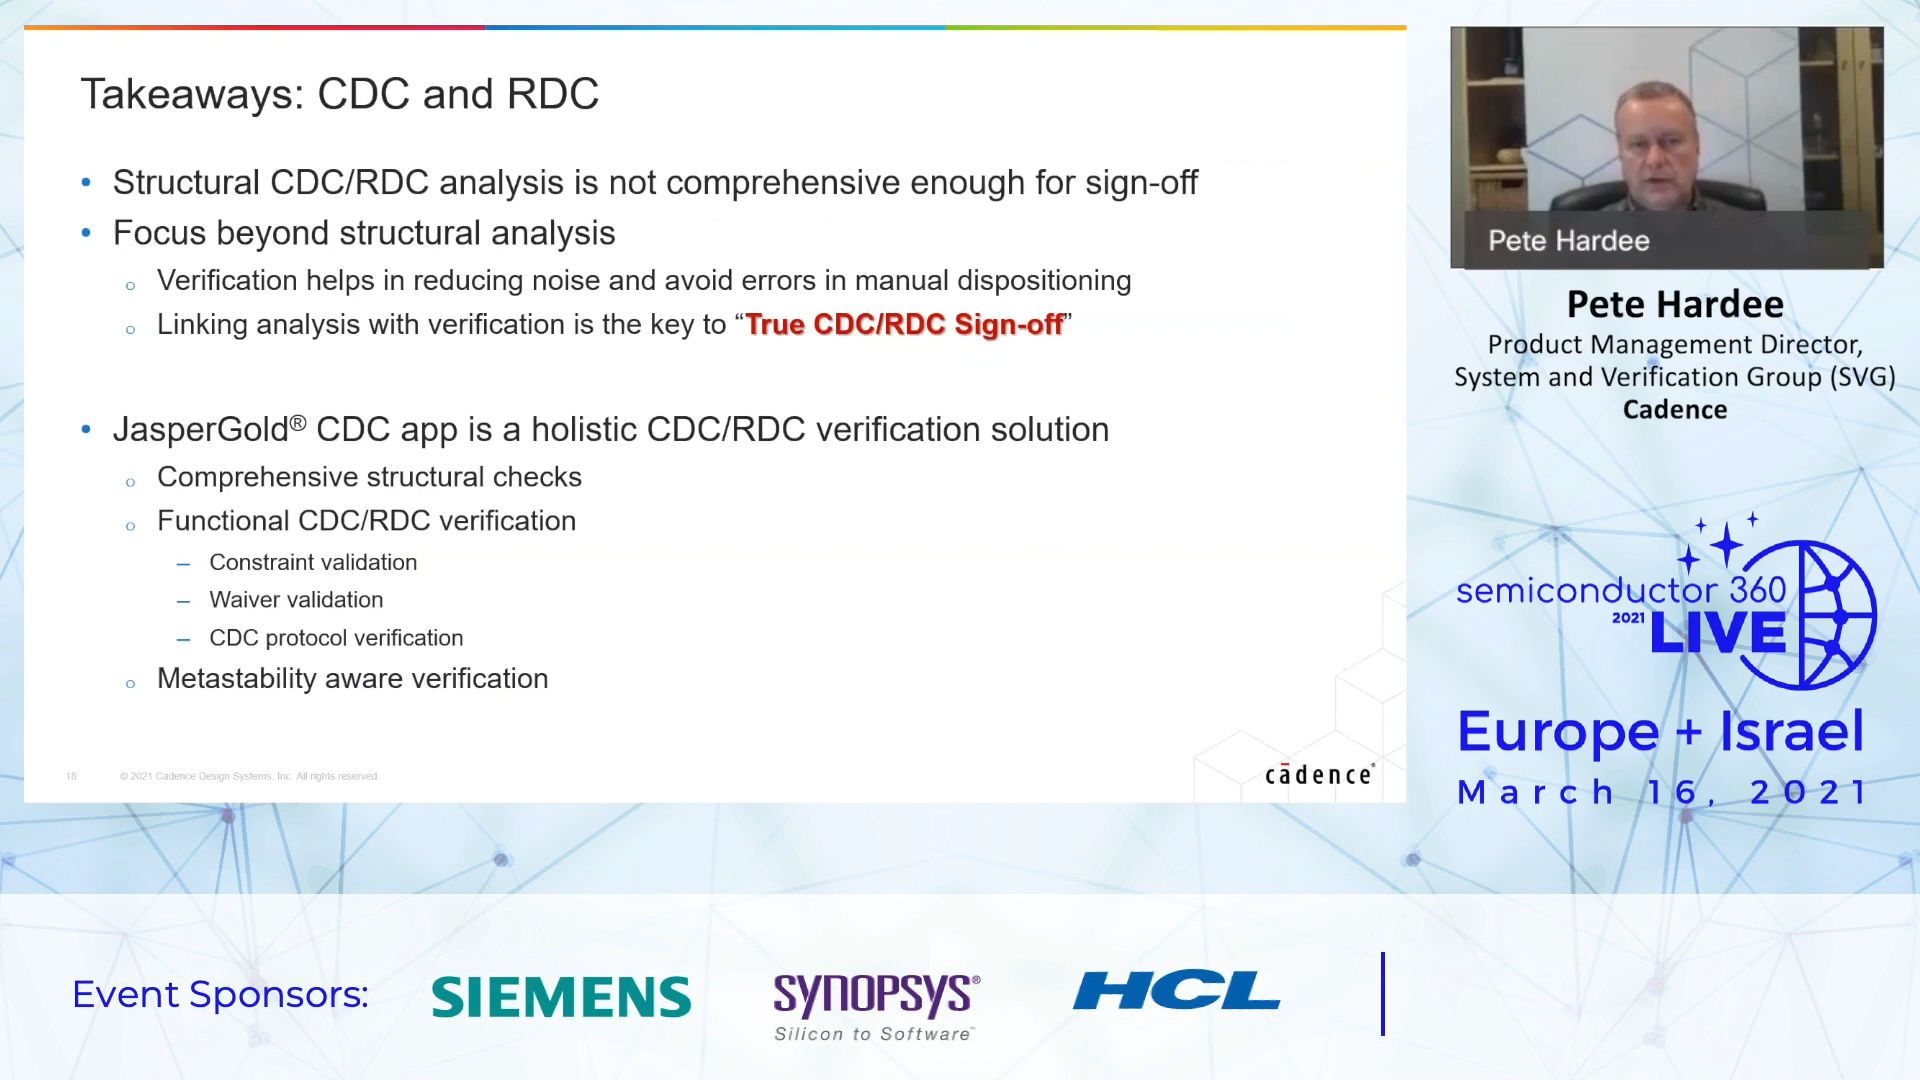 Takeaways: CDC and RDC
• Structural CDC/RDC analysis is not comprehensive enough for sign-off
• Focus beyond structural analysis
o Verification helps in reducing noise and avoid errors in manual dispositioning
o Linking analysis with verification is the key to “True CDC/RDC Sign-off”
• JasperGold® CDC app is a holistic CDC/RDC verification solution
o Comprehensive structural checks
o Functional CDC/RDC verification
– Constraint validation
– Waiver validation
– CDC protocol verification
o Metastability aware verification
18 © 2021 Cadence Design Systems, Inc. All rights reserved.
cādence®
Pete Hardee
Pete Hardee
Product Management Director,
System and Verification Group (SVG)
Cadence
semiconductor 360
2021 LIVE
Europe + Israel
March 16, 2021
Event Sponsors:
SIEMENS
SYNOPSYS®
Silicon to Software™
HCL